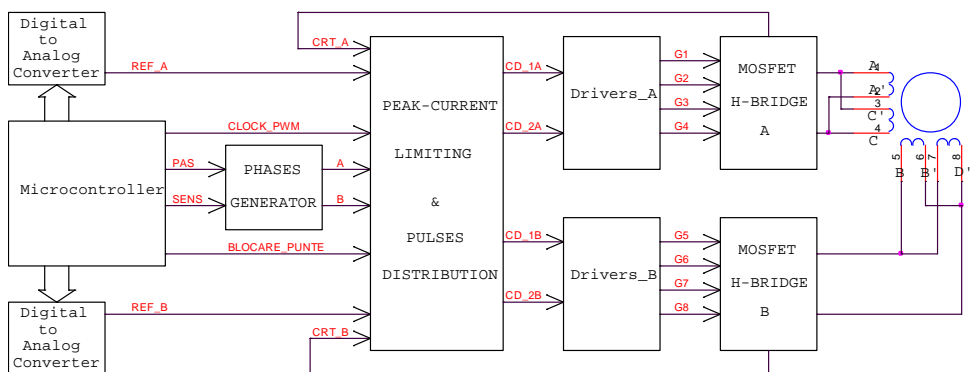 Digital
to
Analog
Converter
REF_A
Microcontroller
CLOCK_PWM
PAS
SENS
PHASES
GENERATOR
A
B
BLOCARE_PUNTE
Digital
to
Analog
Converter
REF_B
CRT_A
CRT_B
PEAK-CURRENT
LIMITING
&
PULSES
DISTRIBUTION
CD_1A
CD_2A
CD_1B
CD_2B
Drivers_A
G1
G2
G3
G4
MOSFET
H-BRIDGE
A
Drivers_B
G5
G6
G7
G8
MOSFET
H-BRIDGE
B
A 1
A' 2
3
C'
4
C
5 6 7 8
B B' D D'